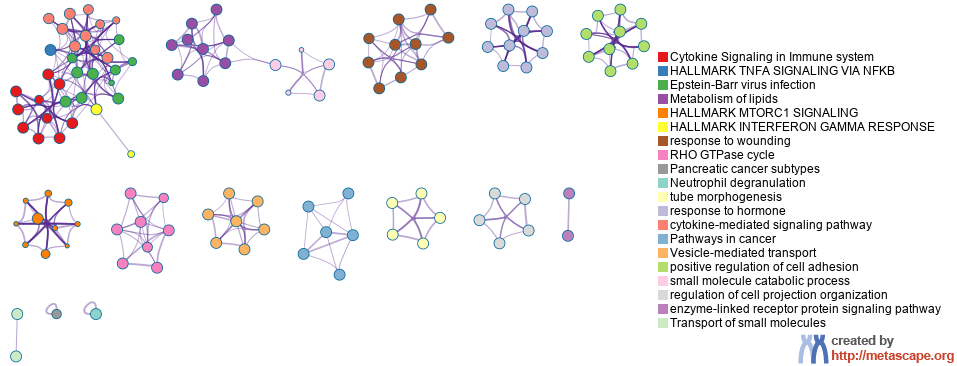 Cytokine Signaling in Immune system
HALLMARK TNFA SIGNALING VIA NFKB
Epstein-Barr virus infection
Metabolism of lipids
HALLMARK MTORC1 SIGNALING
HALLMARK INTERFERON GAMMA RESPONSE
response to wounding
RHO GTPase cycle
Pancreatic cancer subtypes
Neutrophil degranulation
tube morphogenesis
response to hormone
cytokine-mediated signaling pathway
Pathways in cancer
Vesicle-mediated transport
positive regulation of cell adhesion
small molecule catabolic process
regulation of cell projection organization
enzyme-linked receptor protein signaling pathway
Transport of small molecules
created by
http://metascape.org